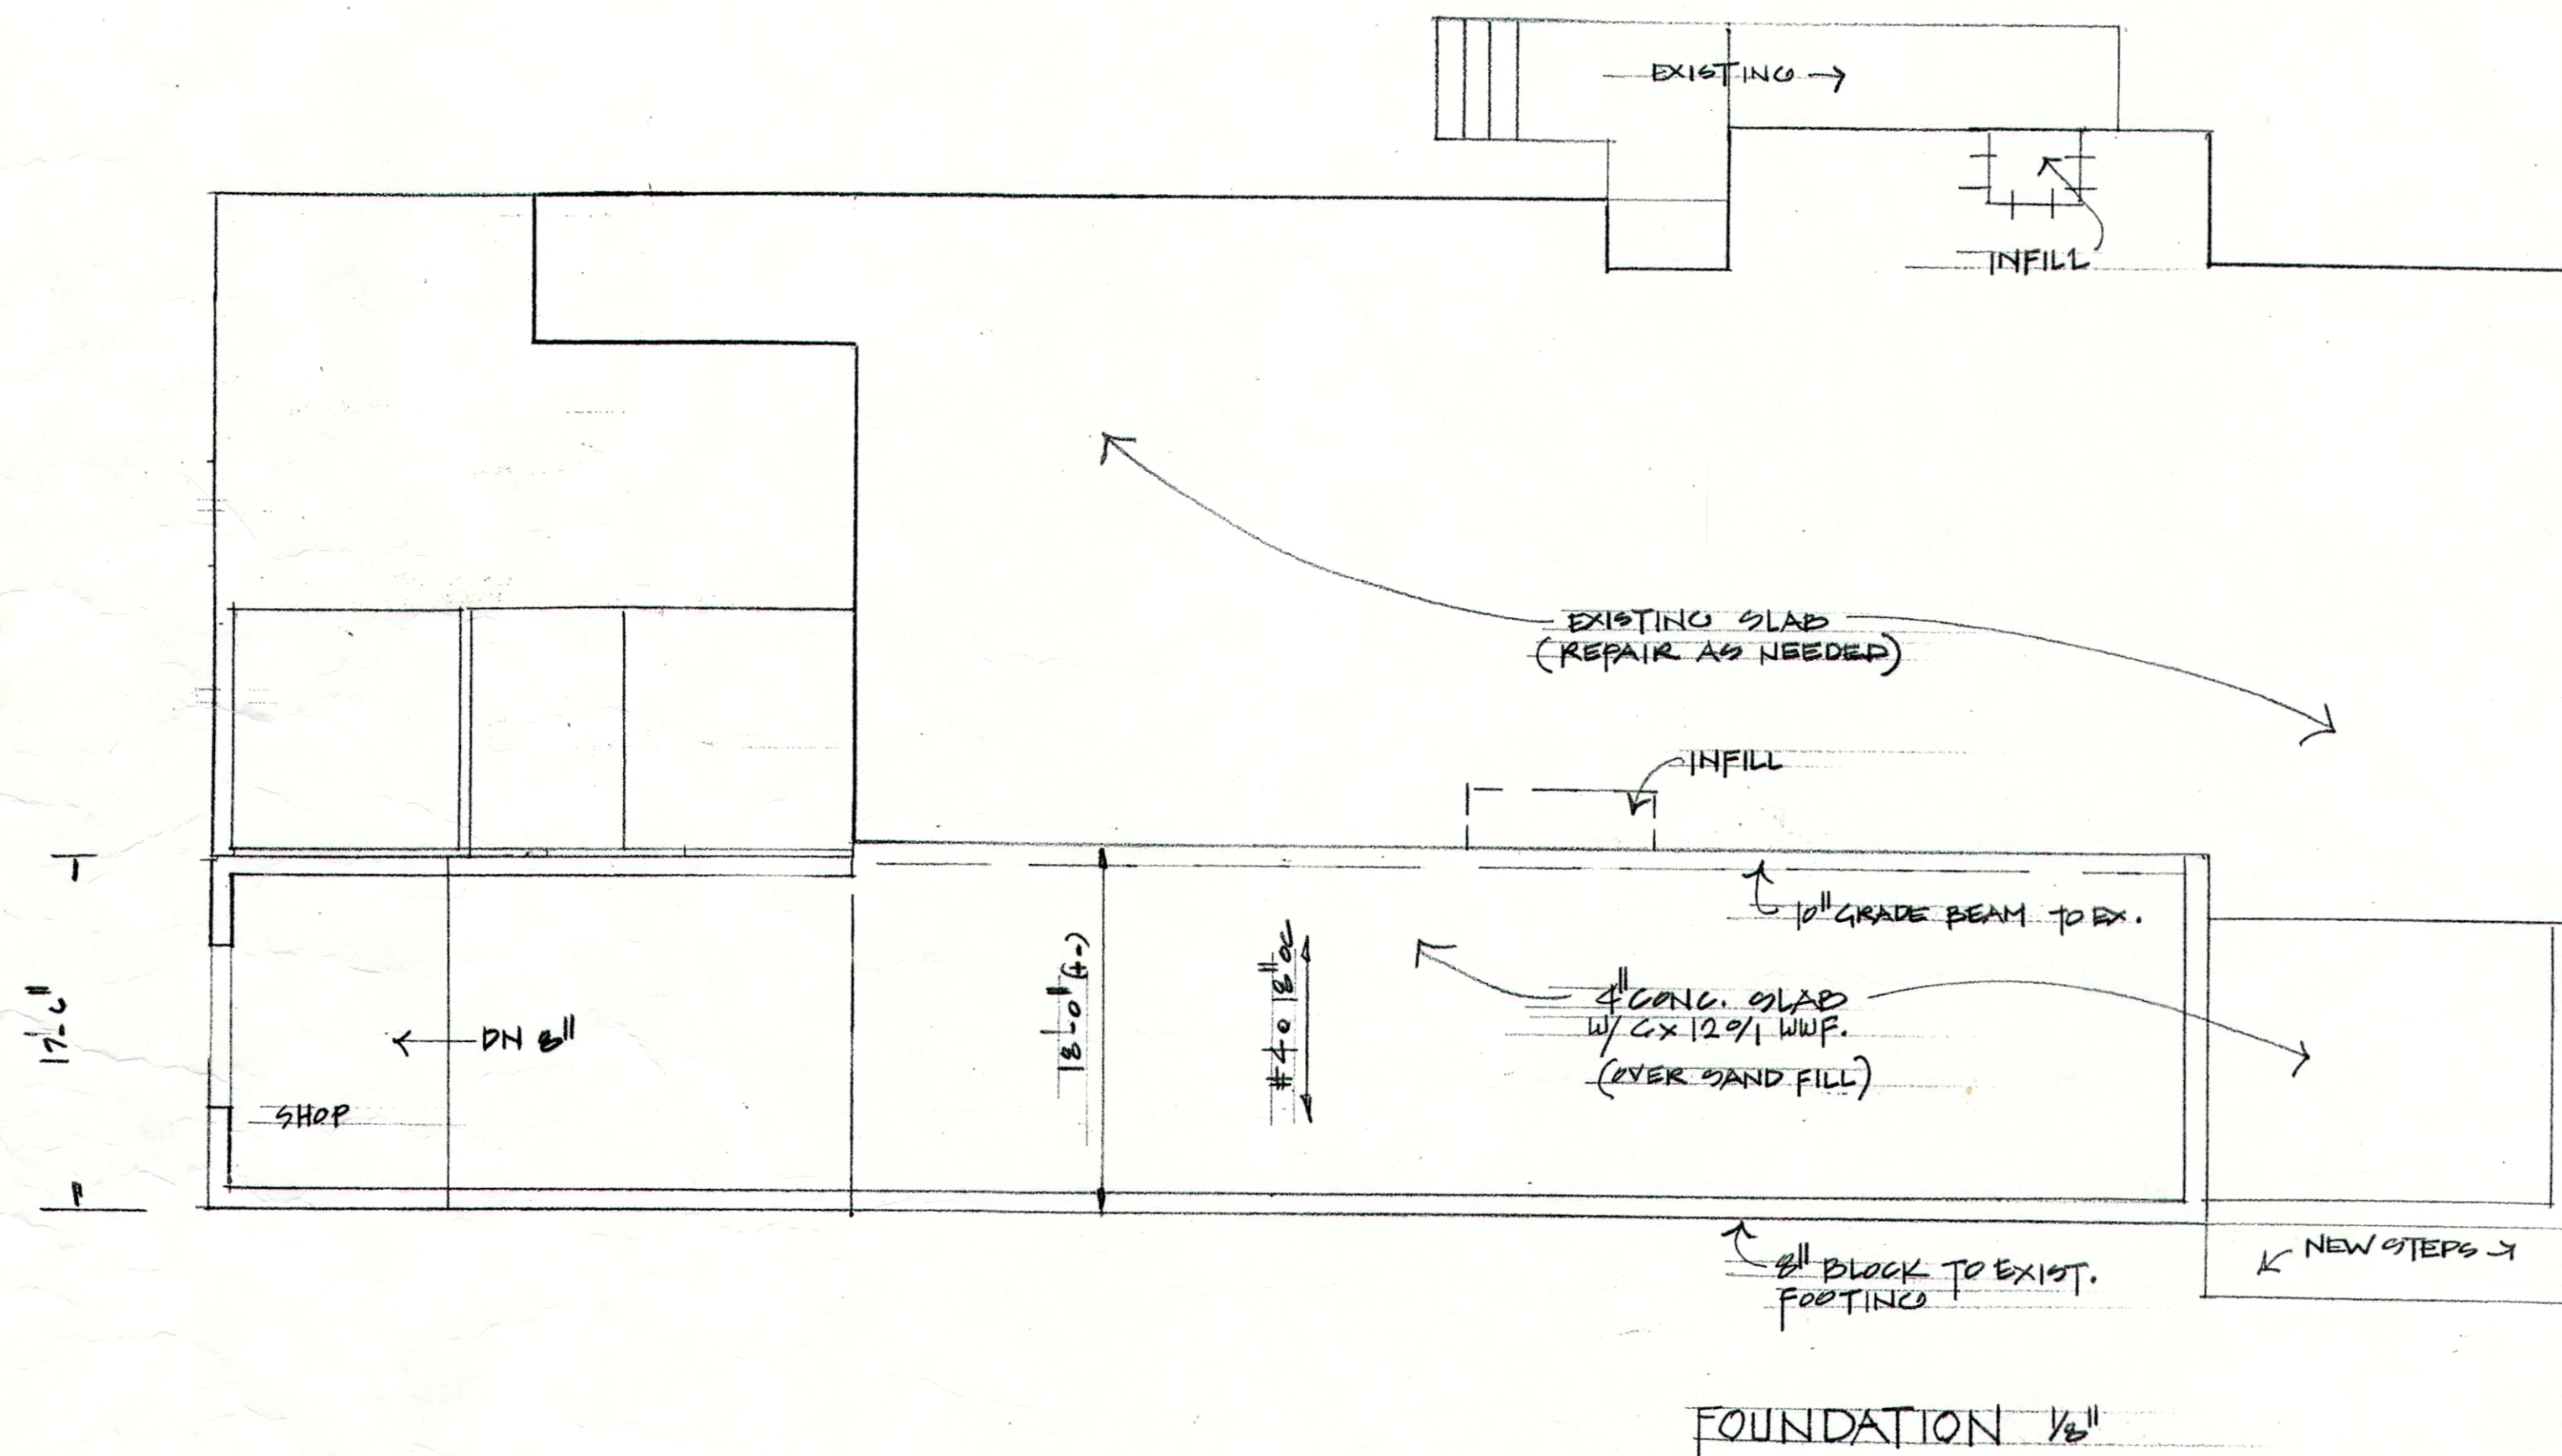 EXISTING
INFILL
EXISTING SLAB
(REPAIR AS NEEDED)
INFILL
10" GRADE BEAM TO EX.
17'-6"
18'-0" (+-)
#4 @ 18" OC
4" CONC. SLAB
W/ 6x12 0/1 WWF.
(OVER SAND FILL)
DN 8"
SHOP
NEW STEPS
8" BLOCK TO EXIST.
FOOTING
FOUNDATION 1/8"